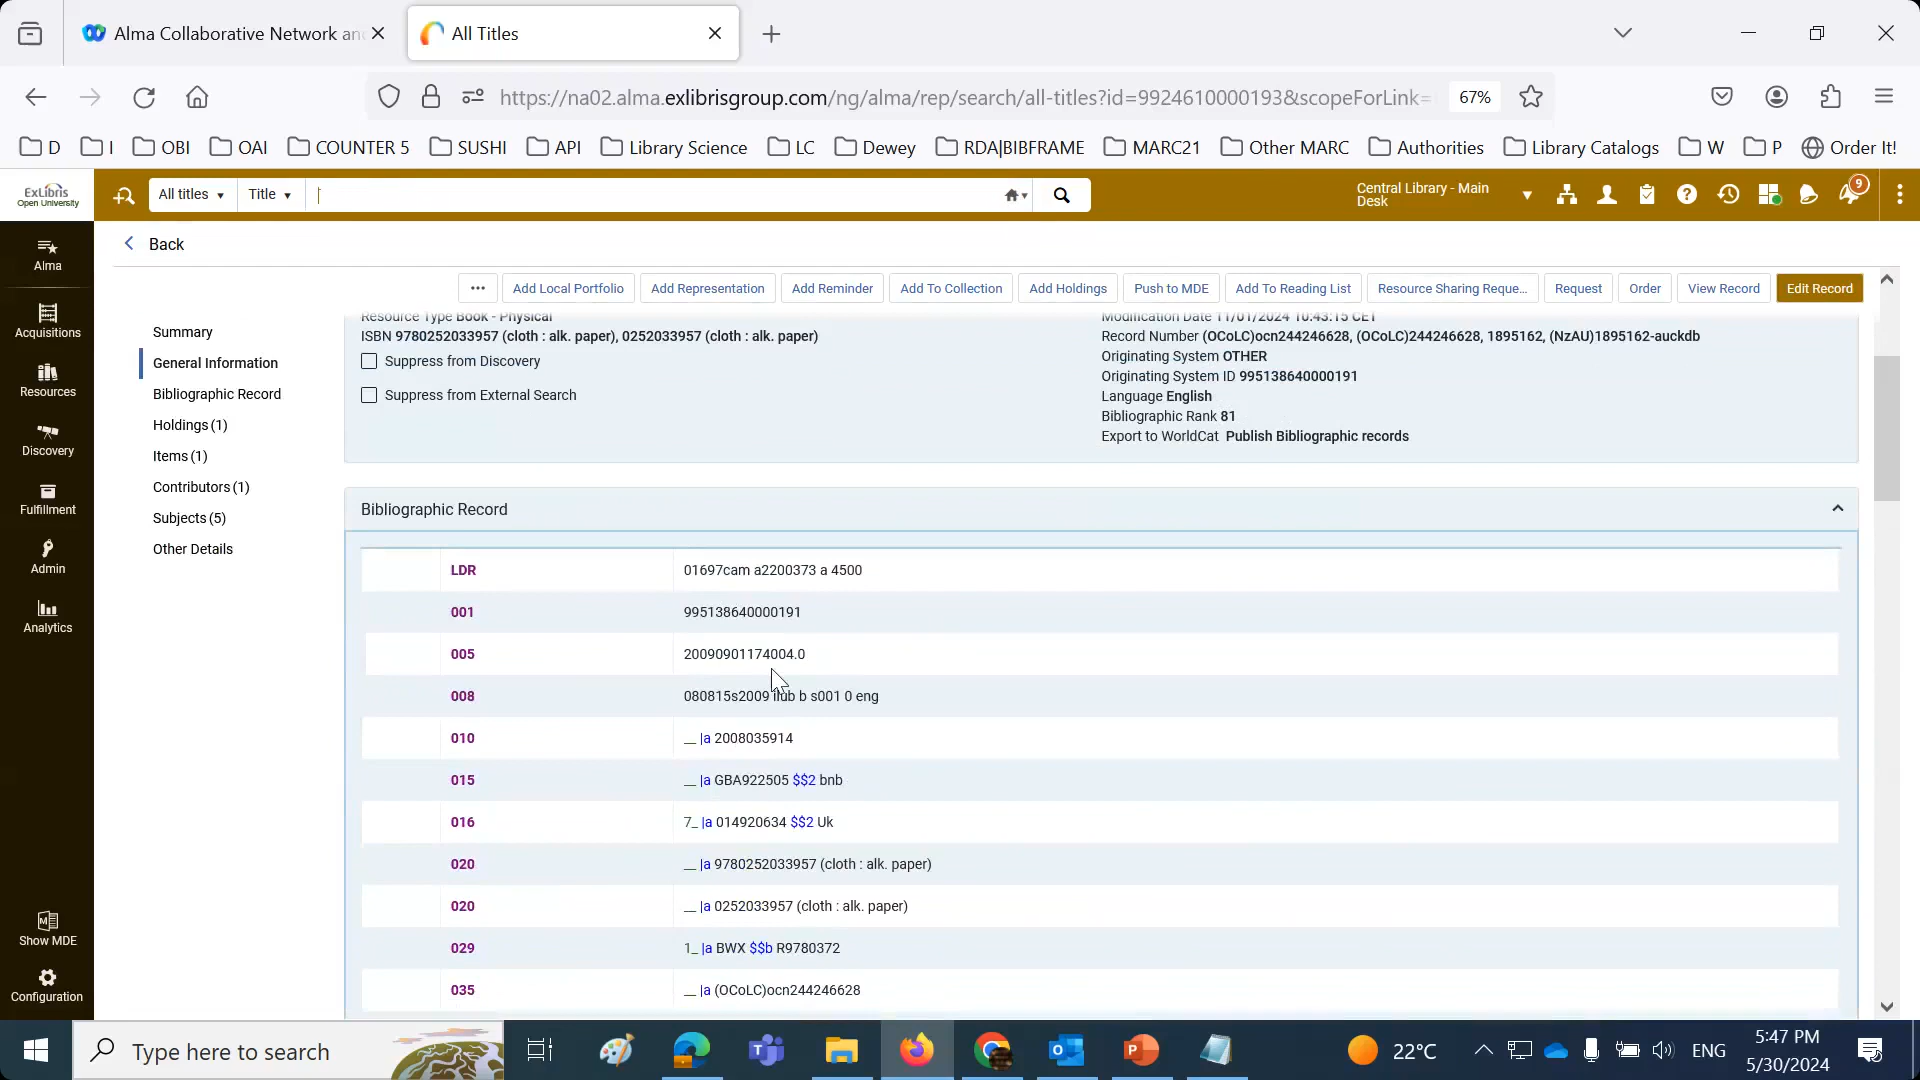 Alma Collaborative Network an
All Titles
https://na02.alma.exlibrisgroup.com/ng/alma/rep/search/all-titles?id=9924610000193&scopeForLink=
67%
D
I
OBI
OAI
COUNTER 5
SUSHI
API
Library Science
LC
Dewey
RDA|BIBFRAME
MARC21
Other MARC
Authorities
Library Catalogs
W
P
Order It!
ExLibris
Open University
All titles
Title
Central Library - Main
Desk
9
Alma
Acquisitions
Resources
Discovery
Fulfillment
Admin
Analytics
Show MDE
Configuration
Back
Add Local Portfolio
Add Representation
Add Reminder
Add To Collection
Add Holdings
Push to MDE
Add To Reading List
Resource Sharing Reque...
Request
Order
View Record
Edit Record
Summary
General Information
Bibliographic Record
Holdings (1)
Items (1)
Contributors (1)
Subjects (5)
Other Details
Resource Type Book - Physical
ISBN 9780252033957 (cloth : alk. paper), 0252033957 (cloth : alk. paper)
Suppress from Discovery
Suppress from External Search
Modification Date 11/01/2024 10:43:15 CET
Record Number (OCoLC)ocn244246628, (OCoLC)244246628, 1895162, (NzAU)1895162-auckdb
Originating System OTHER
Originating System ID 995138640000191
Language English
Bibliographic Rank 81
Export to WorldCat Publish Bibliographic records
Bibliographic Record
LDR 01697cam a2200373 a 4500
001 995138640000191
005 20090901174004.0
008 080815s2009 ilub b s001 0 eng
010 __ |a 2008035914
015 __ |a GBA922505 $$2 bnb
016 7_ |a 014920634 $$2 Uk
020 __ |a 9780252033957 (cloth : alk. paper)
020 __ |a 0252033957 (cloth : alk. paper)
029 1_ |a BWX $$b R9780372
035 __ |a (OCoLC)ocn244246628
Type here to search
22°C
ENG
5:47 PM
5/30/2024